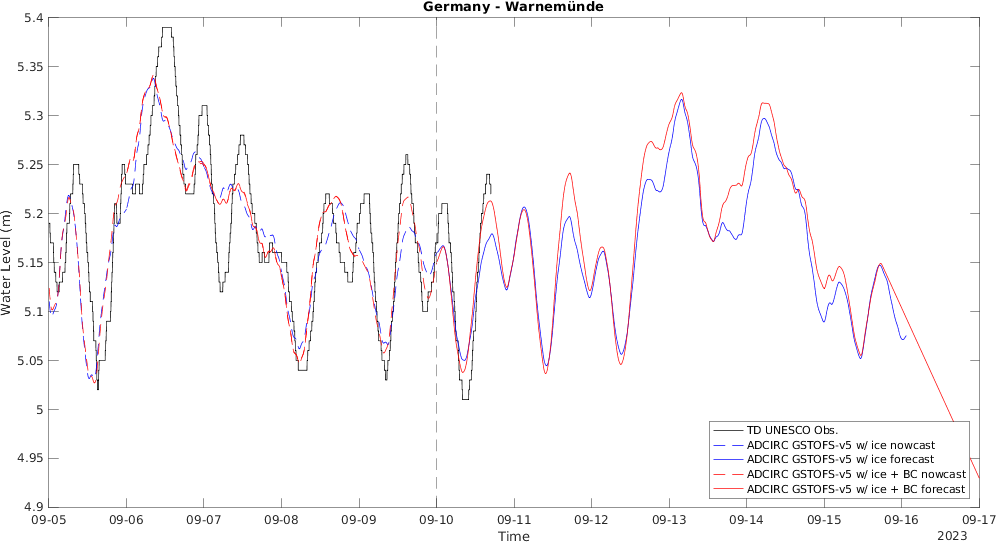 Germany - Warnemünde
5.4
5.35
5.3
5.25
5.2
5.15
5.1
5.05
5
4.95
4.9
Water Level (m)
TD UNESCO Obs.
ADCIRC GSTOFS-v5 w/ ice nowcast
ADCIRC GSTOFS-v5 w/ ice forecast
ADCIRC GSTOFS-v5 w/ ice + BC nowcast
ADCIRC GSTOFS-v5 w/ ice + BC forecast
09-05 09-06 09-07 09-08 09-09 09-10 09-11 09-12 09-13 09-14 09-15 09-16 09-17
Time
2023